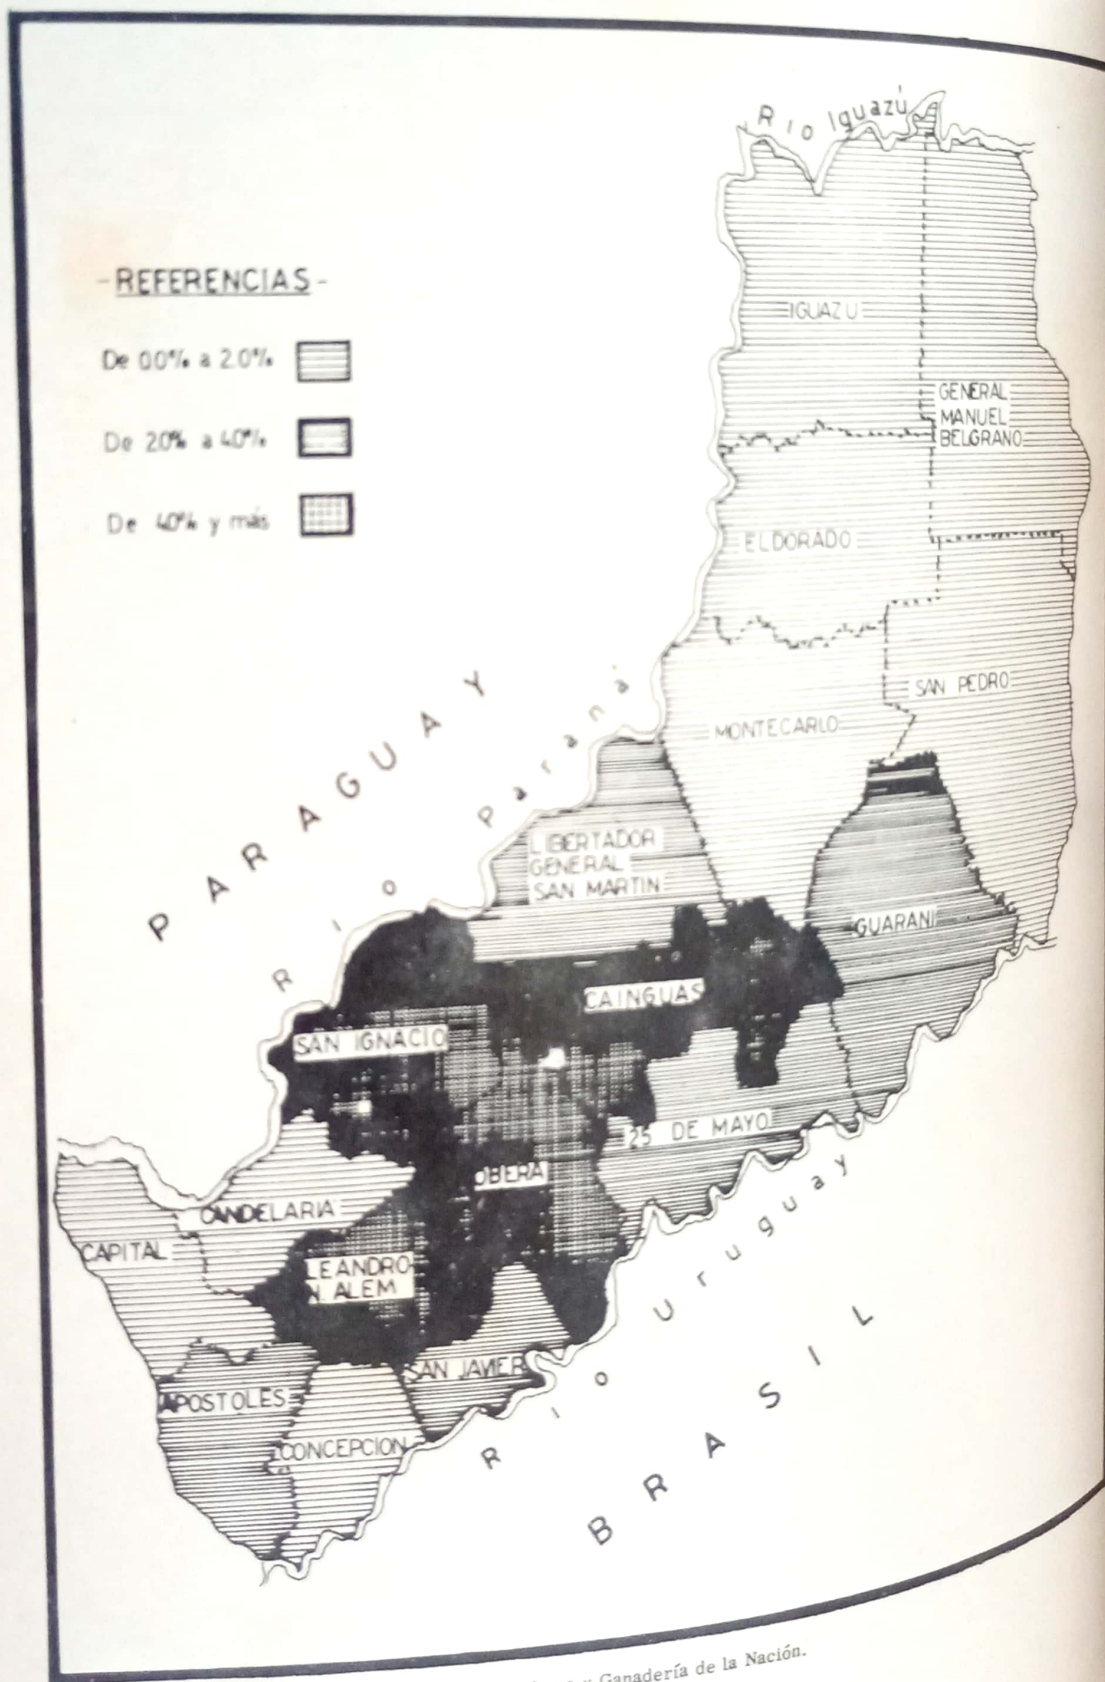 Río Iguazú
- REFERENCIAS -
De 0.0% a 2.0%
De 2.0% a 4.0%
De 4.0% y más
IGUAZU
GENERAL
MANUEL
BELGRANO
ELDORADO
SAN PEDRO
MONTECARLO
PARAGUAY
Río Paraná
LIBERTADOR
GENERAL
SAN MARTIN
GUARANI
CAINGUAS
SAN IGNACIO
25 DE MAYO
OBERA
CANDELARIA
CAPITAL
LEANDRO
N. ALEM
SAN JAVIER
APOSTOLES
CONCEPCION
RIO Uruguay
BRASIL
Ganadería de la Nación.